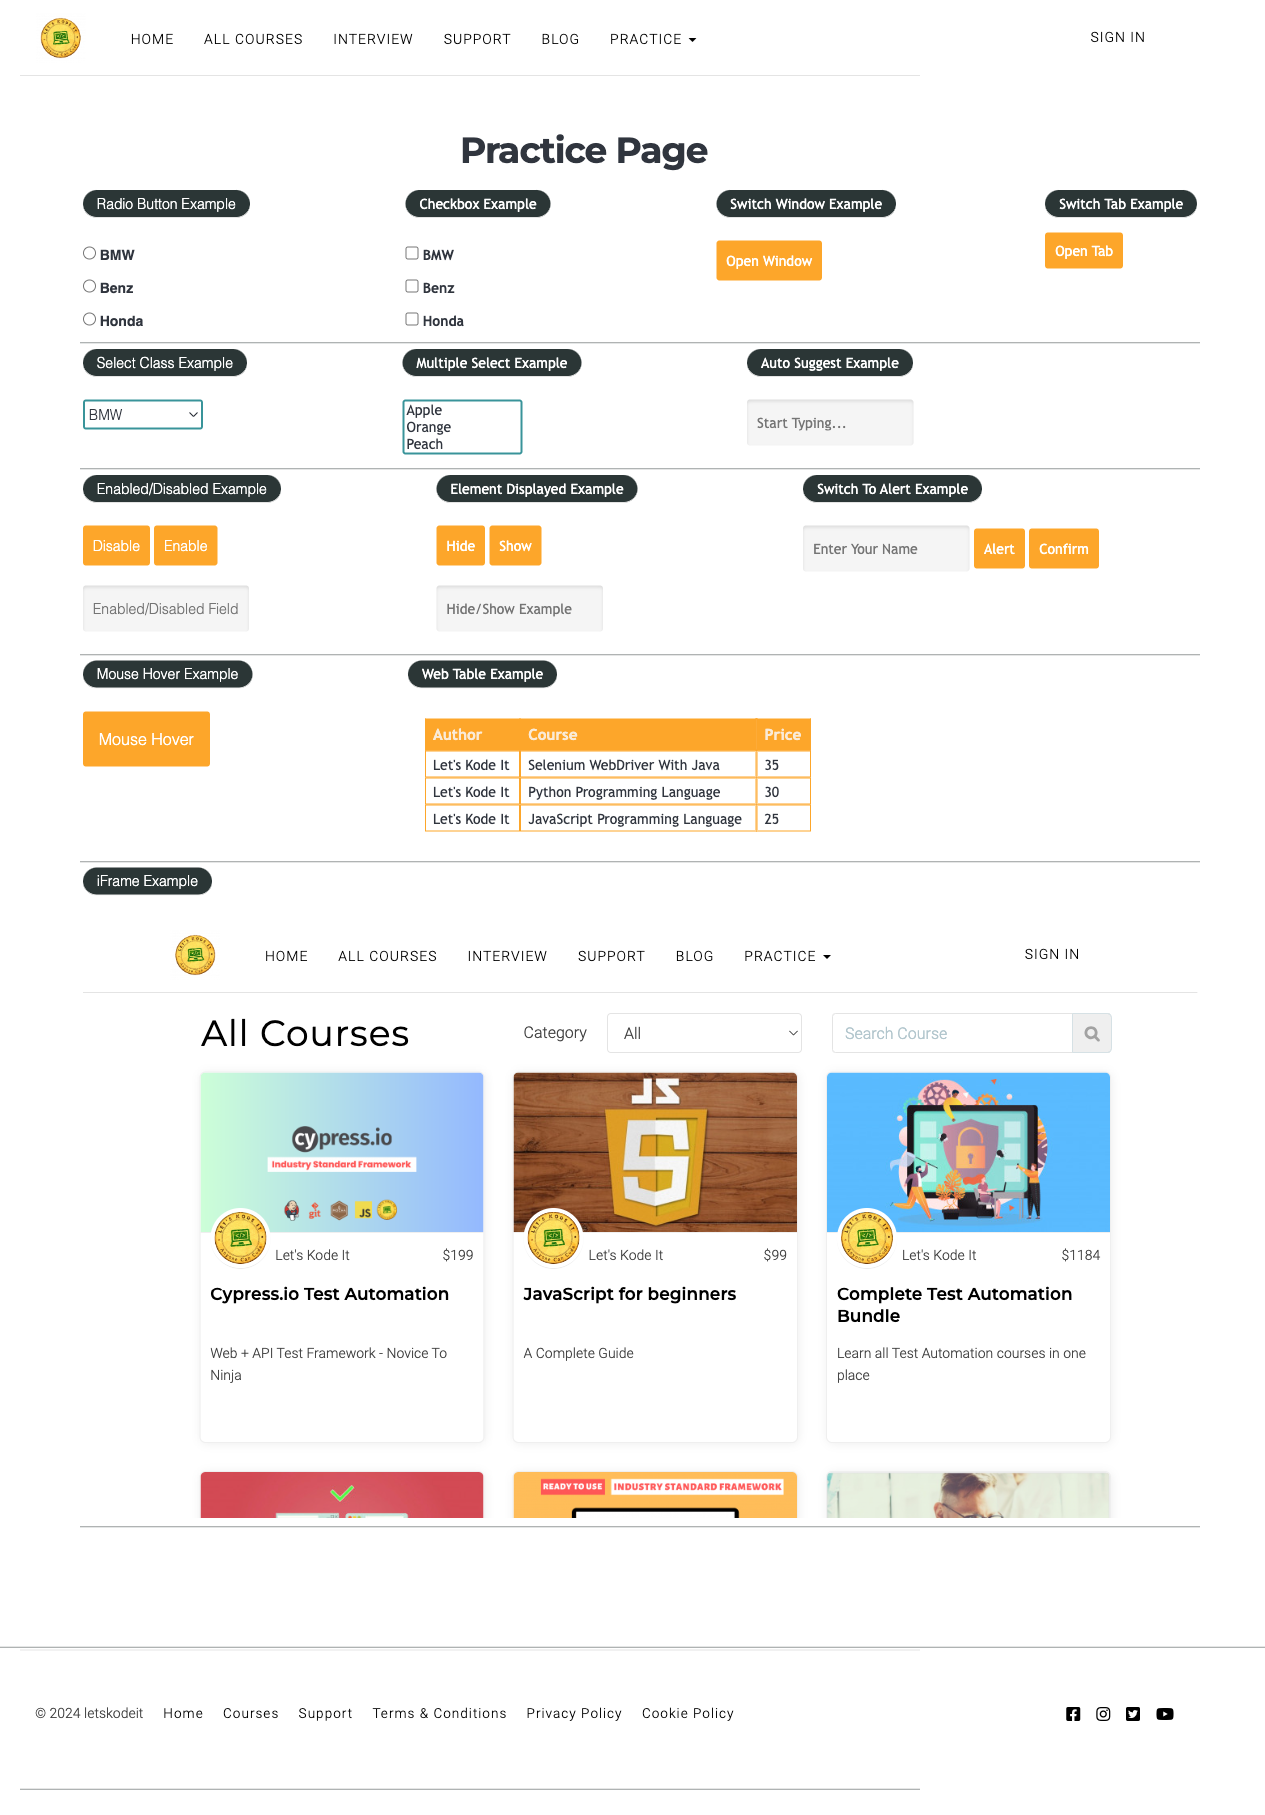 HOME ALL COURSES INTERVIEW SUPPORT BLOG PRACTICE SIGN IN
Practice Page
Radio Button Example Checkbox Example Switch Window Example Switch Tab Example
BMW BMW Open Window Open Tab
Benz Benz
Honda Honda
Select Class Example Multiple Select Example Auto Suggest Example
BMW Apple Start Typing...
Orange
Peach
Enabled/Disabled Example Element Displayed Example Switch To Alert Example
Disable Enable Hide Show Enter Your Name Alert Confirm
Enabled/Disabled Field Hide/Show Example
Mouse Hover Example Web Table Example
Mouse Hover
Author Course Price
Let's Kode It Selenium WebDriver With Java 35
Let's Kode It Python Programming Language 30
Let's Kode It JavaScript Programming Language 25
iFrame Example
HOME ALL COURSES INTERVIEW SUPPORT BLOG PRACTICE SIGN IN
All Courses Category All Search Course
cypress.io JS
Industry Standard Framework 5
git JS
Let's Kode It $199 Let's Kode It $99 Let's Kode It $1184
Cypress.io Test Automation JavaScript for beginners Complete Test Automation
Bundle
Web + API Test Framework - Novice To A Complete Guide Learn all Test Automation courses in one
Ninja place
READY TO USE INDUSTRY STANDARD FRAMEWORK
© 2024 letskodeit Home Courses Support Terms & Conditions Privacy Policy Cookie Policy